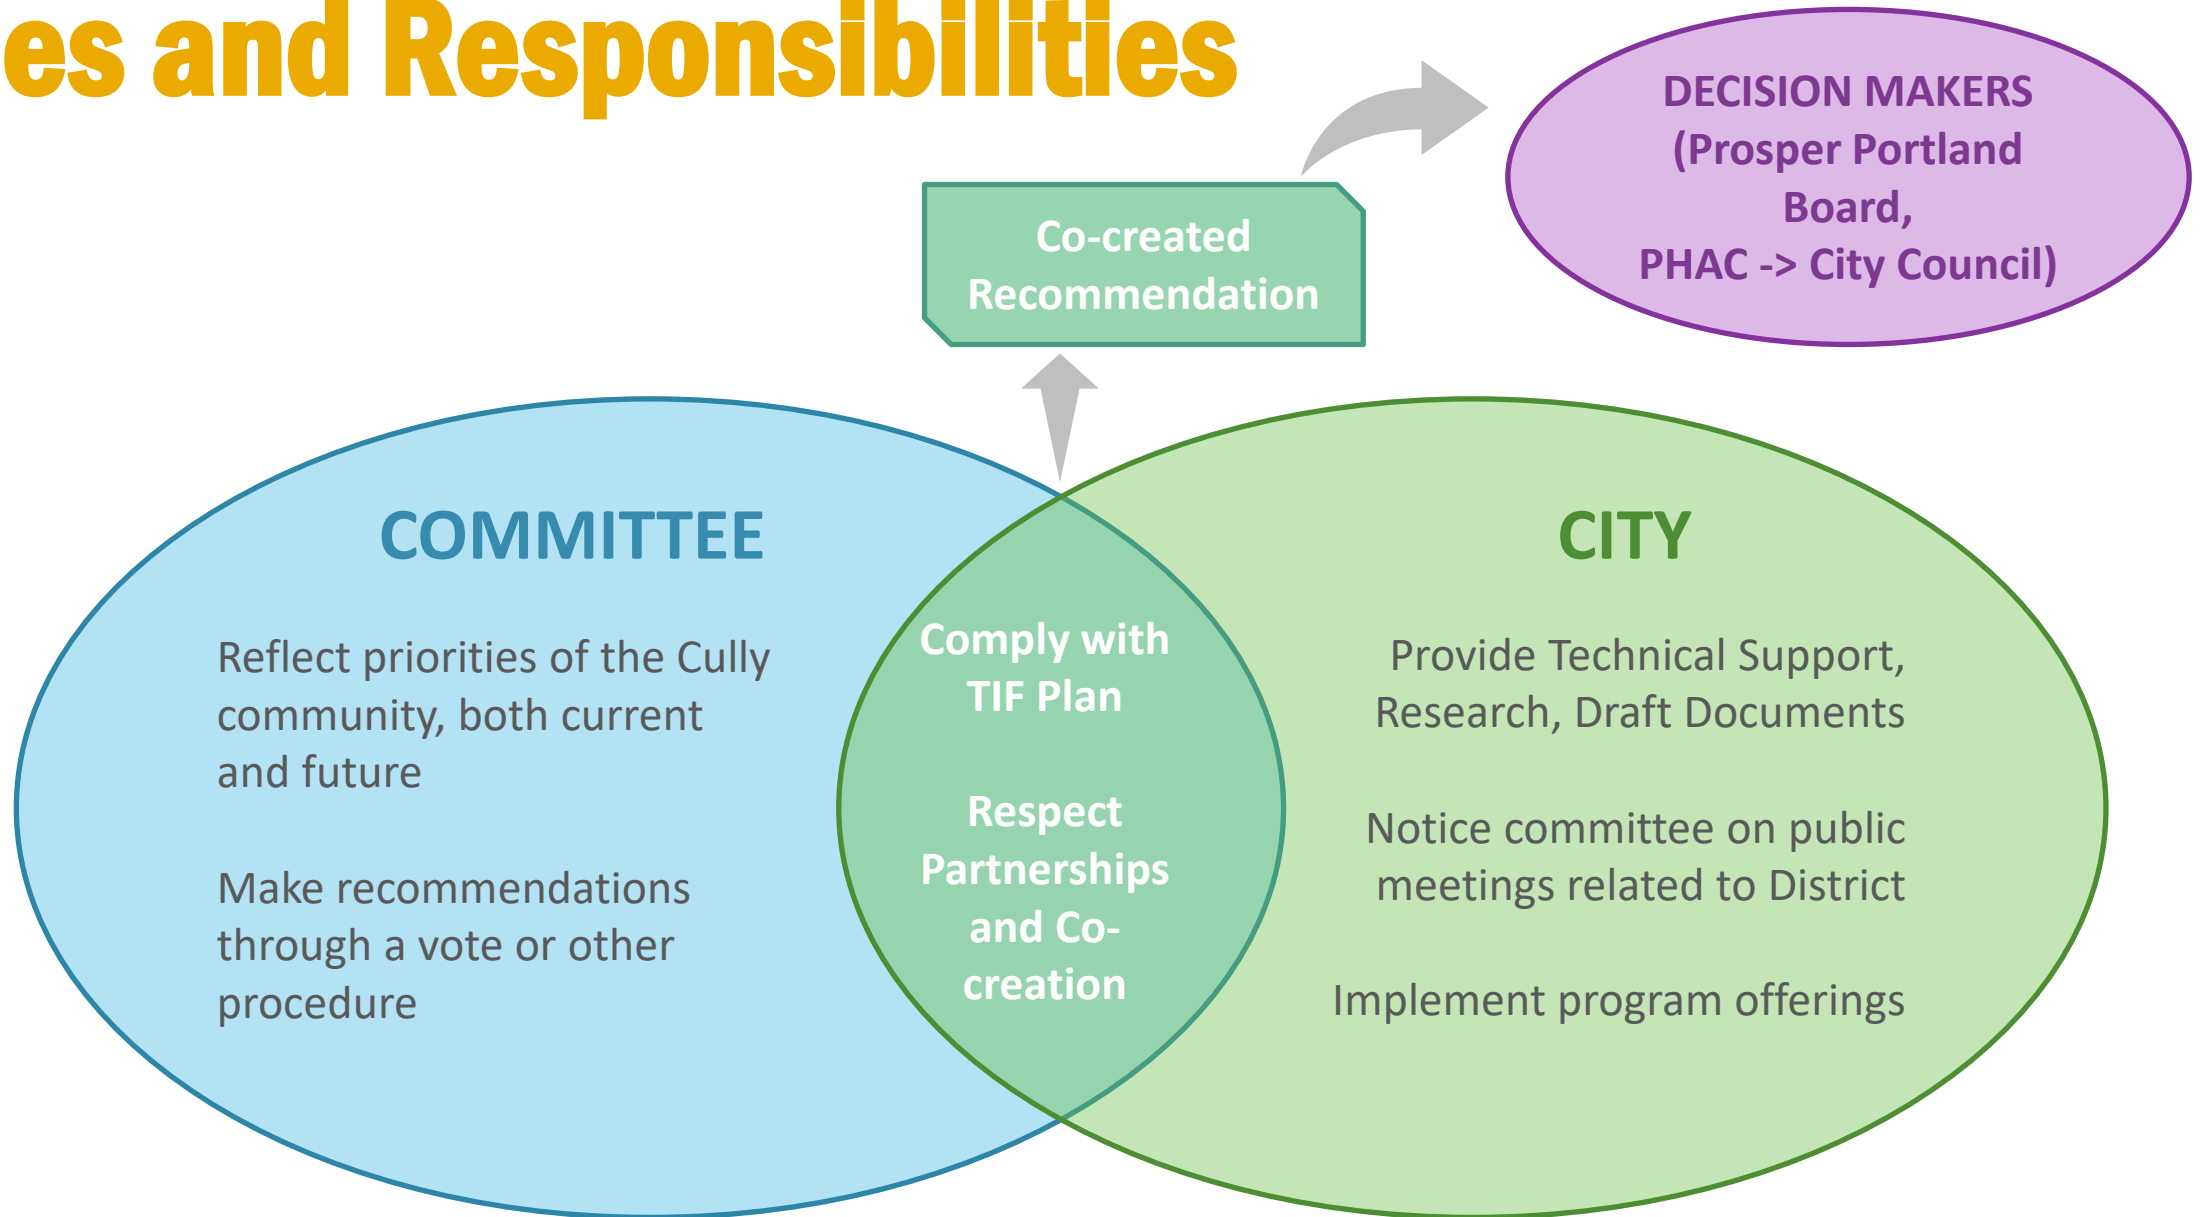 es and Responsibilities
DECISION MAKERS
(Prosper Portland
Board,
PHAC -> City Council)
Co-created
Recommendation
COMMITTEE
Reflect priorities of the Cully
community, both current
and future
Make recommendations
through a vote or other
procedure
Comply with
TIF Plan
Respect
Partnerships
and Co-
creation
CITY
Provide Technical Support,
Research, Draft Documents
Notice committee on public
meetings related to District
Implement program offerings